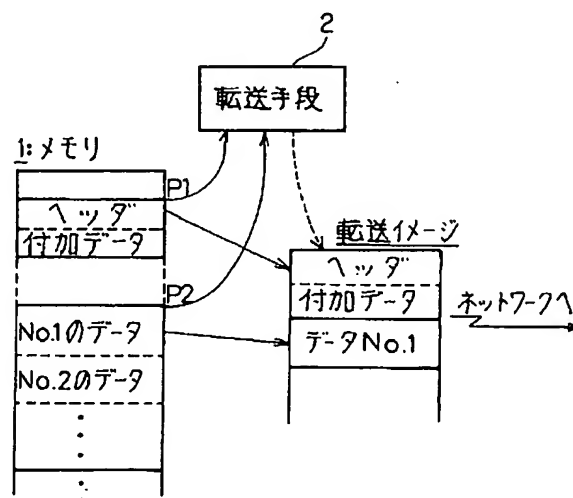 2
転送手段
1:メモリ
P1
ヘッダ
付加データ
P2
No.1のデータ
No.2のデータ
転送イメージ
ヘッダ
付加データ
データNo.1
ネットワークへ